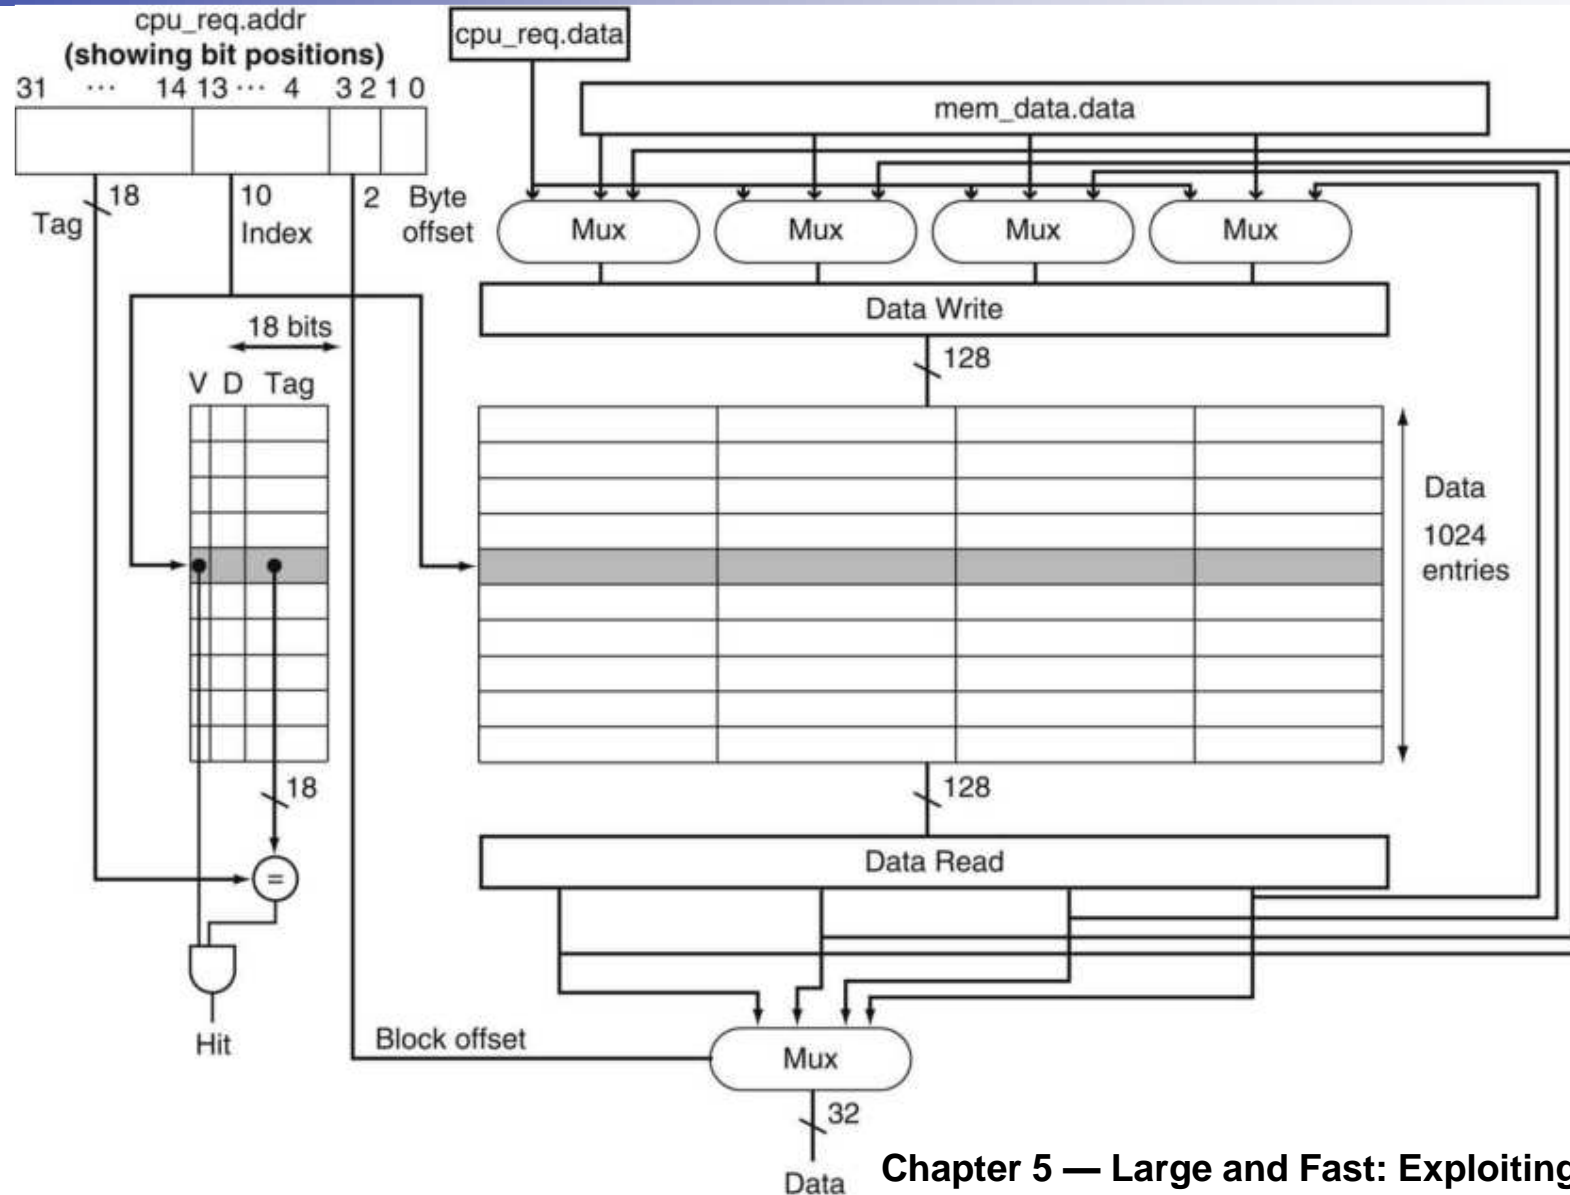 cpu_req.addr
(showing bit positions)
31 ··· 14 13 ··· 4 3 2 1 0
cpu_req.data
mem_data.data
18
Tag
10
Index
2
Byte
offset
Mux
Mux
Mux
Mux
Data Write
128
18 bits
V D Tag
Data
1024
entries
18
128
=
Data Read
Hit
Block offset
Mux
32
Data
Chapter 5 — Large and Fast: Exploiting